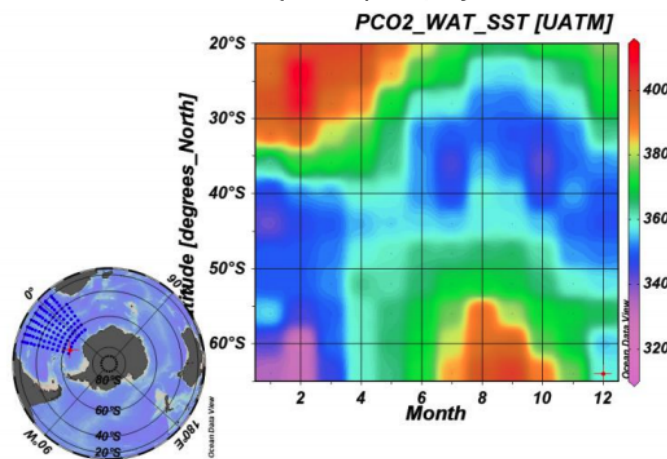 PCO2_WAT_SST [UATM]
20°S
30°S
40°S
50°S
60°S
[degrees_North]
2
4
6
8
10
12
Month
400
380
360
340
320
Ocean Data View
0°
90°
180°E
90°W
80°S
60°S
40°S
20°S
Ocean Data View